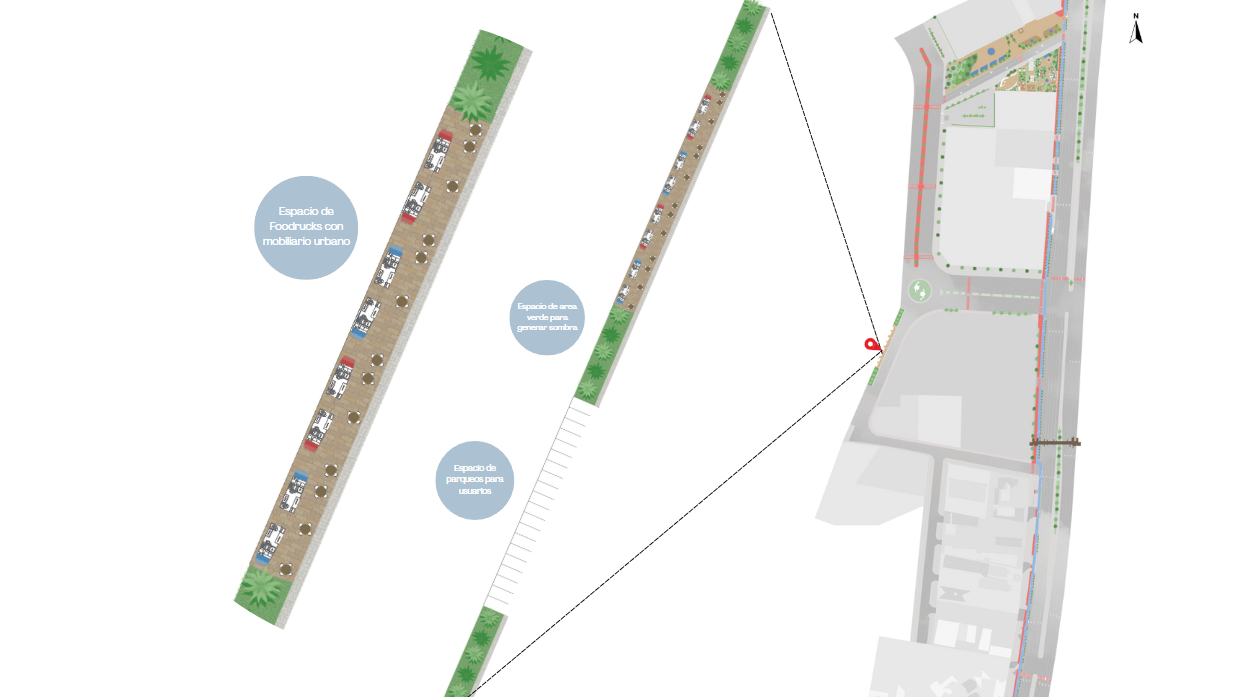 N
Espacio de
Foodrucks con
mobiliario urbano
Espacio de area
verde para
generar sombra
Espacio de
parqueos para
usuarios